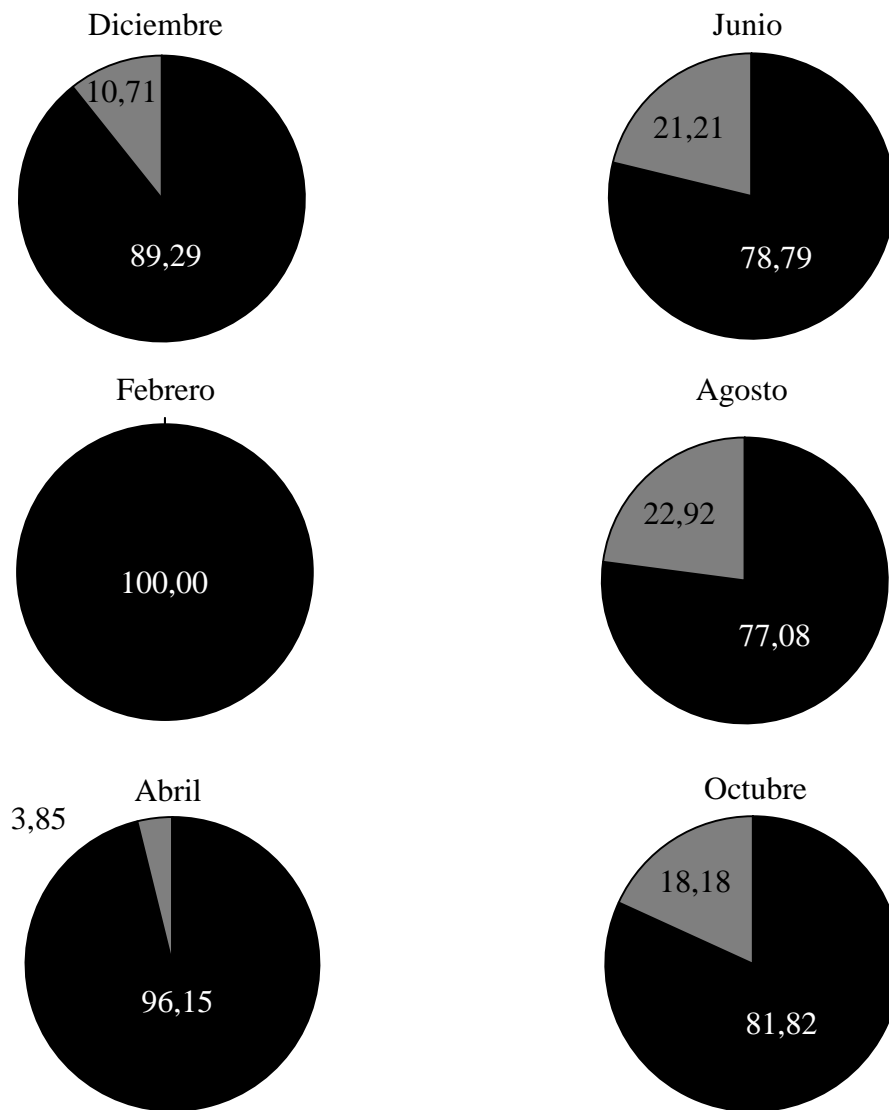 Diciembre
10,71
89,29
Junio
21,21
78,79
Febrero
100,00
Agosto
22,92
77,08
Abril
3,85
96,15
Octubre
18,18
81,82